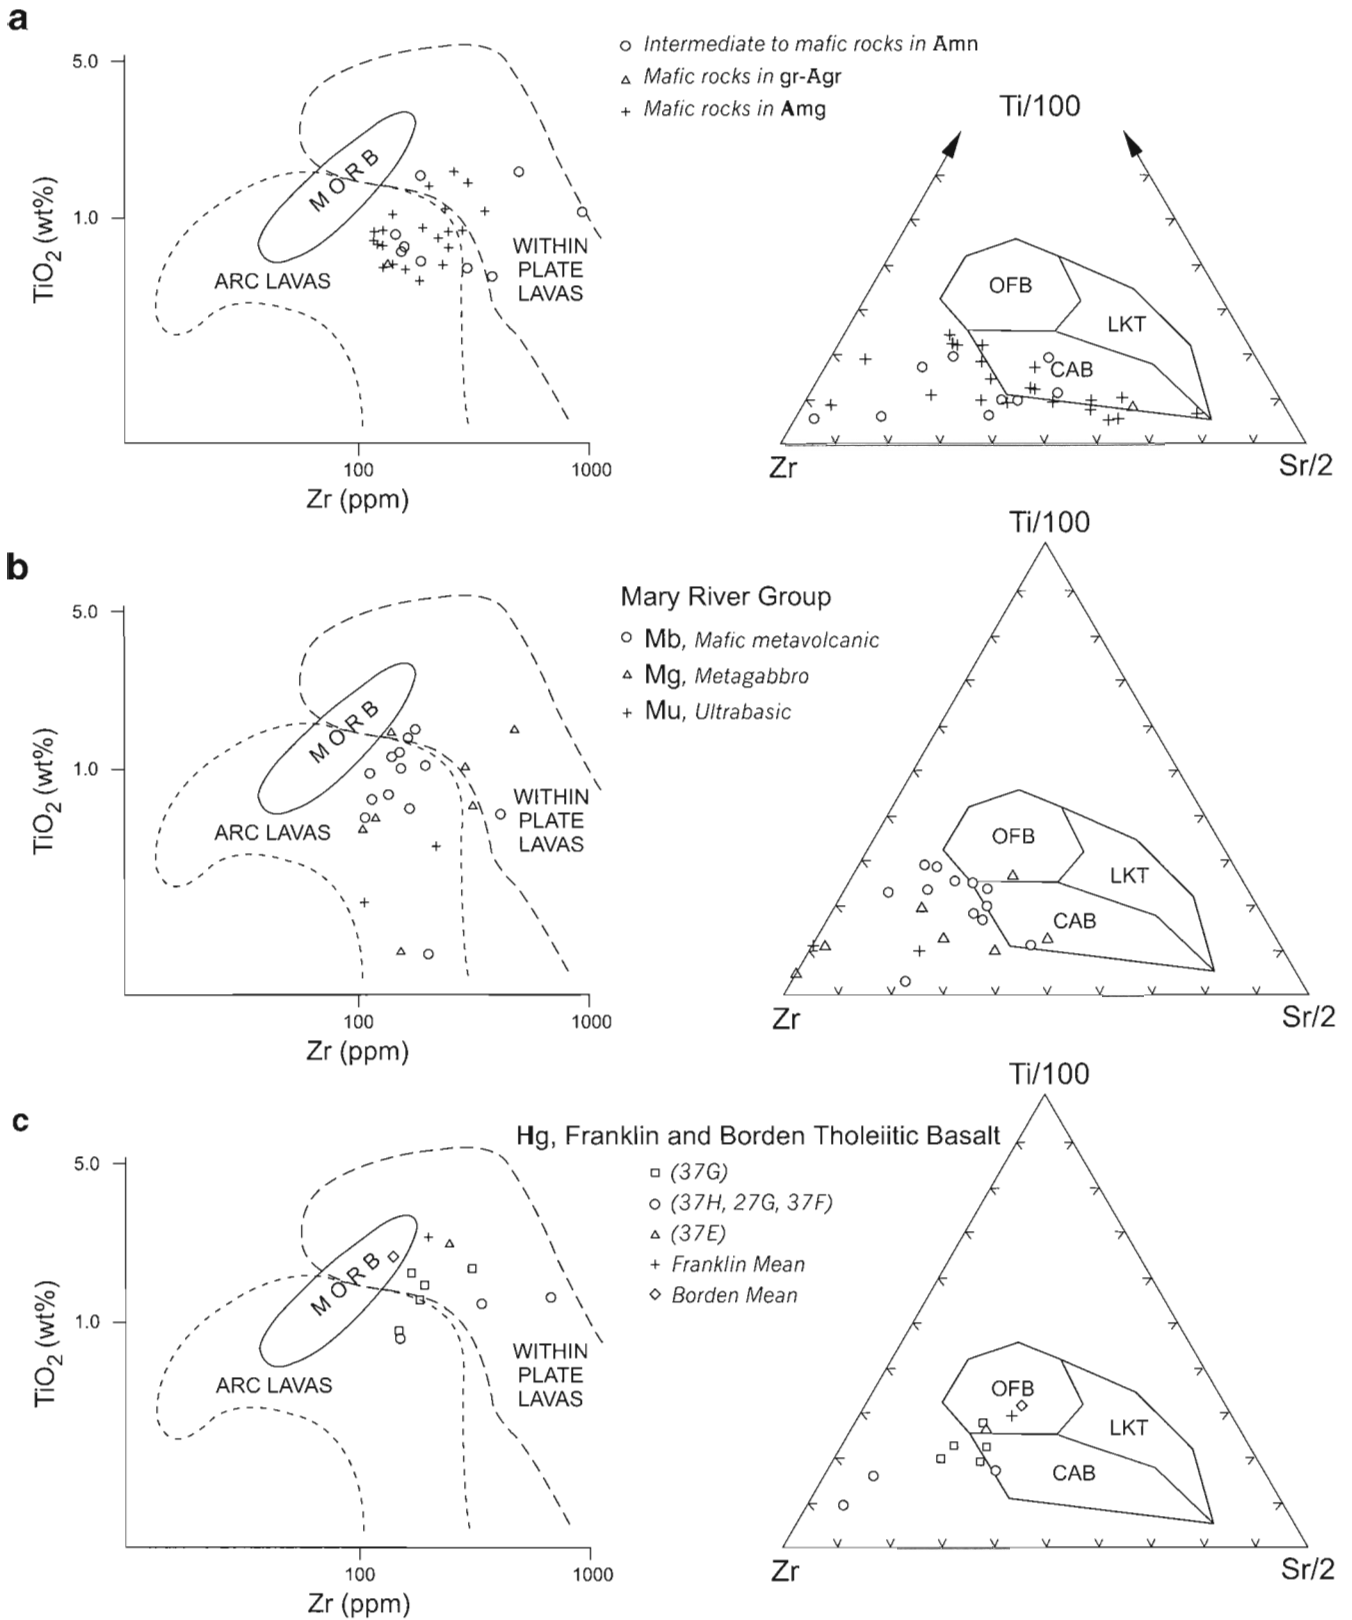 a
5.0
1.0
TiO2 (wt%)
MORB
ARC LAVAS
WITHIN
PLATE
LAVAS
100
1000
Zr (ppm)
Intermediate to mafic rocks in Amn
Mafic rocks in gr-Agr
Mafic rocks in Amg
Ti/100
OFB
LKT
CAB
Zr
Sr/2
b
5.0
1.0
TiO2 (wt%)
MORB
ARC LAVAS
WITHIN
PLATE
LAVAS
100
1000
Zr (ppm)
Mary River Group
Mb, Mafic metavolcanic
Mg, Metagabbro
Mu, Ultrabasic
Ti/100
OFB
LKT
CAB
Zr
Sr/2
c
5.0
1.0
TiO2 (wt%)
MORB
ARC LAVAS
WITHIN
PLATE
LAVAS
100
1000
Zr (ppm)
Hg, Franklin and Borden Tholeiitic Basalt
(37G)
(37H, 27G, 37F)
(37E)
Franklin Mean
Borden Mean
Ti/100
OFB
LKT
CAB
Zr
Sr/2